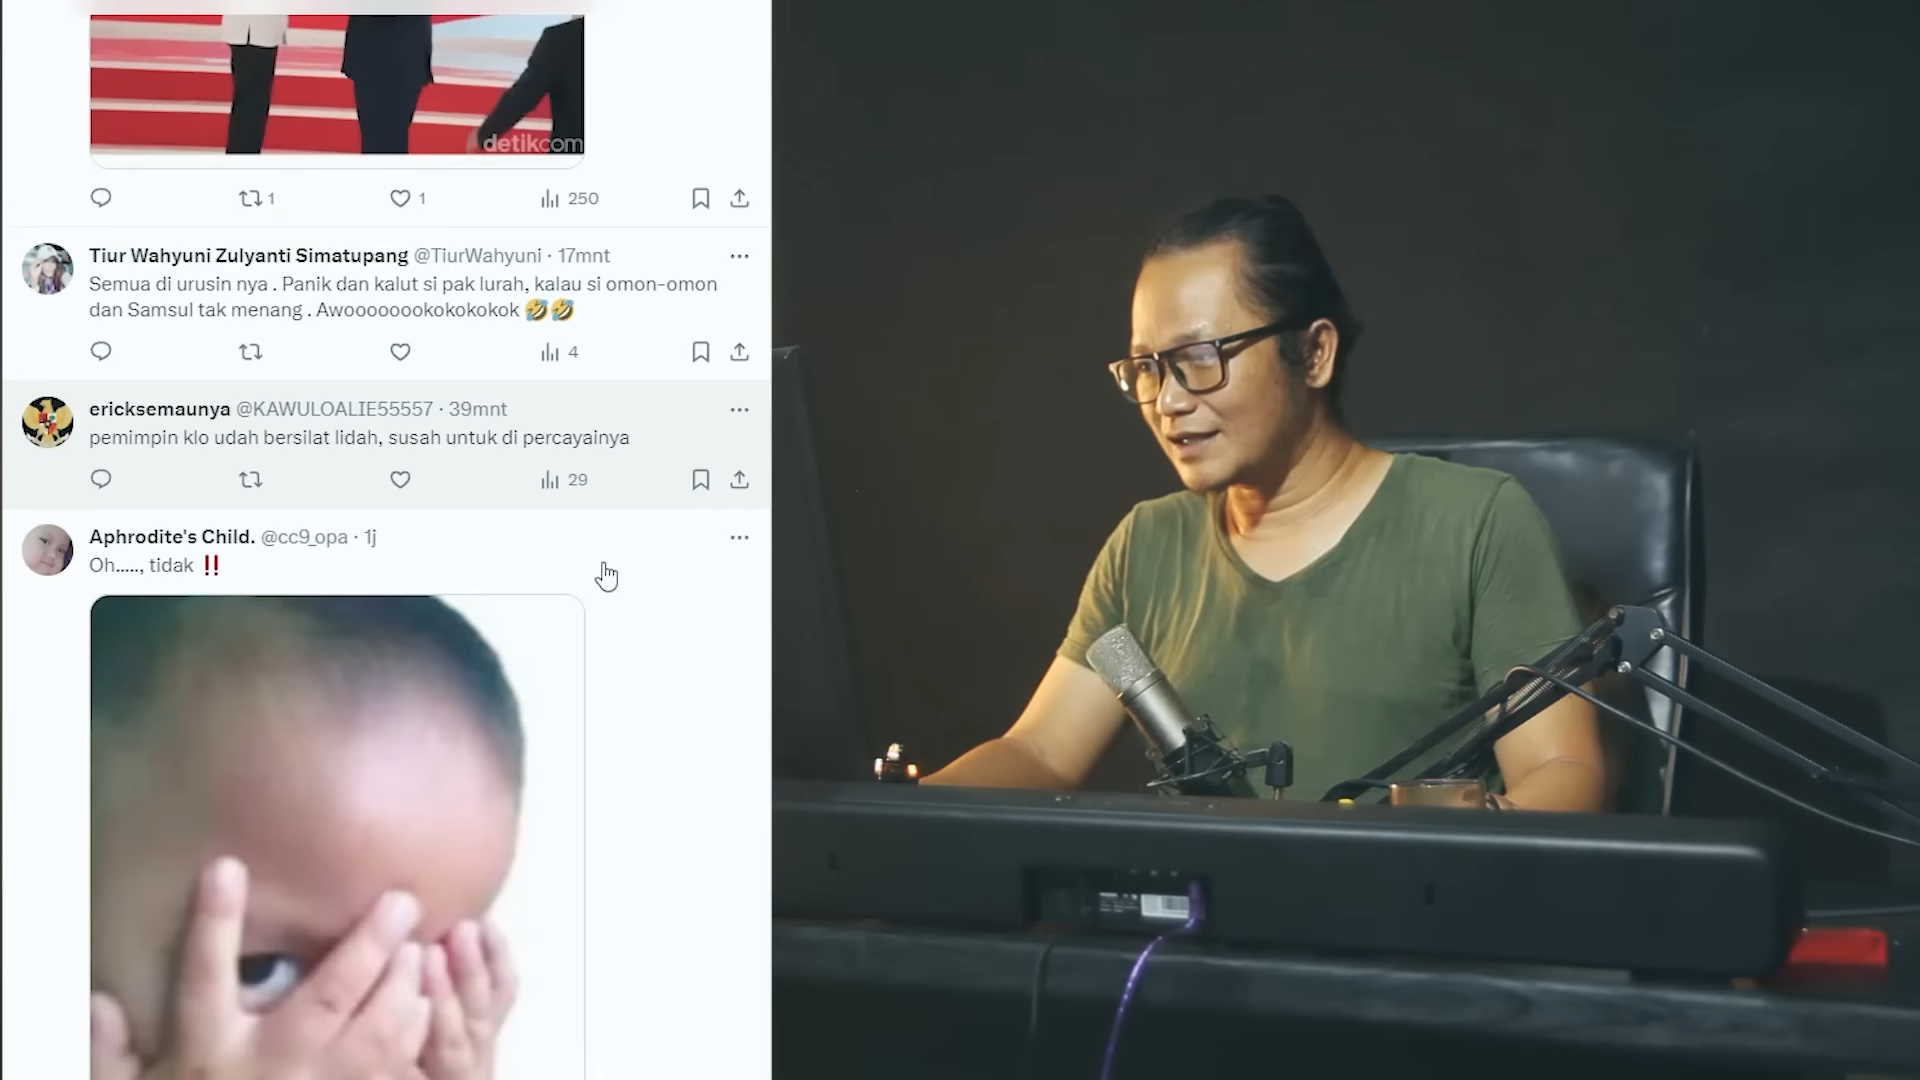 detikcom
1
1
250
Tiur Wahyuni Zulyanti Simatupang @TiurWahyuni · 17mnt
Semua di urusin nya . Panik dan kalut si pak lurah, kalau si omon-omon
dan Samsul tak menang . Awoooooookokokokok 🤣🤣
4
ericksemaunya @KAWULOALIE55557 · 39mnt
pemimpin klo udah bersilat lidah, susah untuk di percayainya
29
Aphrodite's Child. @cc9_opa · 1j
Oh....., tidak ‼️